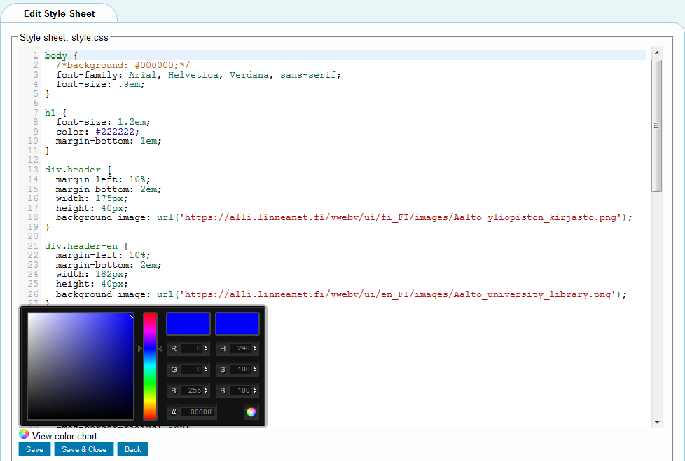 Edit Style Sheet
Style sheet: style.css
1 body {
2 /*background: #000000;*/
3 font-family: Arial, Helvetica, Verdana, sans-serif;
4 font-size: .9em;
5 }
6
7 h1 {
8 font-size: 1.2em;
9 color: #222222;
10 margin-bottom: 1em;
11 }
12
13 div.header {
14 margin-left: 10%;
15 margin-bottom: 2em;
16 width: 175px;
17 height: 40px;
18 background-image: url('https://alli.linneanet.fi/vwebv/ui/fi_FI/images/Aalto_yliopiston_kirjasto.png');
19 }
20
21 div.header-en {
22 margin-left: 10%;
23 margin-bottom: 2em;
24 width: 182px;
25 height: 40px;
26 background-image: url('https://alli.linneanet.fi/vwebv/ui/en_FI/images/Aalto_university_library.png');
27 }
R 0 H 240
G 0 S 100
B 255 B 100
# 0000ff
View color chart
Save Save & Close Back